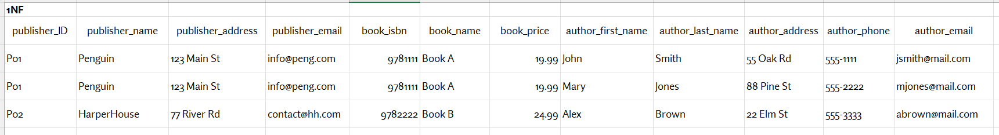 1NF
publisher_ID publisher_name publisher_address publisher_email book_isbn book_name book_price author_first_name author_last_name author_address author_phone author_email
P01 Penguin 123 Main St info@peng.com 9781111 Book A 19.99 John Smith 55 Oak Rd 555-1111 jsmith@mail.com
P01 Penguin 123 Main St info@peng.com 9781111 Book A 19.99 Mary Jones 88 Pine St 555-2222 mjones@mail.com
P02 HarperHouse 77 River Rd contact@hh.com 9782222 Book B 24.99 Alex Brown 22 Elm St 555-3333 abrown@mail.com